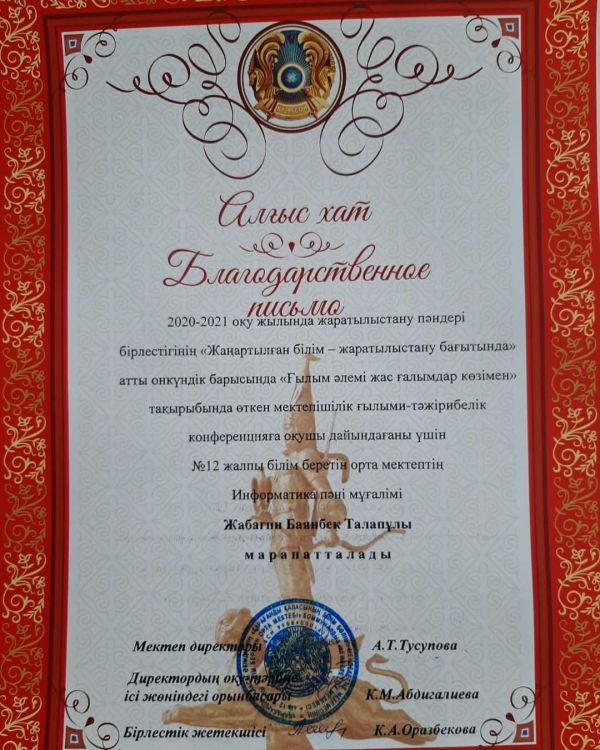 Алғыс хат
Благодарственное
письмо
2020-2021 оқу жылында жаратылыстану пәндері
бірлестігінің «Жаңартылған білім – жаратылыстану бағытында»
атты онкүндік барысында «Ғылым әлемі жас ғалымдар көзімен»
тақырыбында өткен мектепішілік ғылыми-тәжірибелік
конференцияға оқушы дайындағаны үшін
№12 жалпы білім беретін орта мектептің
Информатика пәні мұғалімі
Жабагин Баянбек Талапұлы
марапатталады
Мектеп директоры А.Т.Тусупова
Директордың оқу-тәрбие
ісі жөніндегі орынбасары К.М.Абдигалиева
Бірлестік жетекшісі К.А.Оразбекова